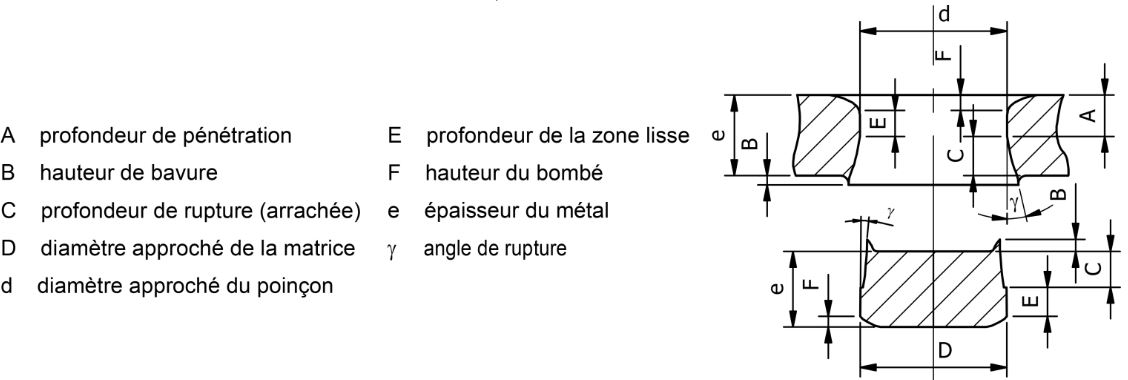 A profondeur de pénétration
B hauteur de bavure
C profondeur de rupture (arrachée)
D diamètre approché de la matrice
d diamètre approché du poinçon
E profondeur de la zone lisse
F hauteur du bombé
e épaisseur du métal
γ angle de rupture
d
F
A
E
e
B
C
γ
γ
B
C
e
F
E
D